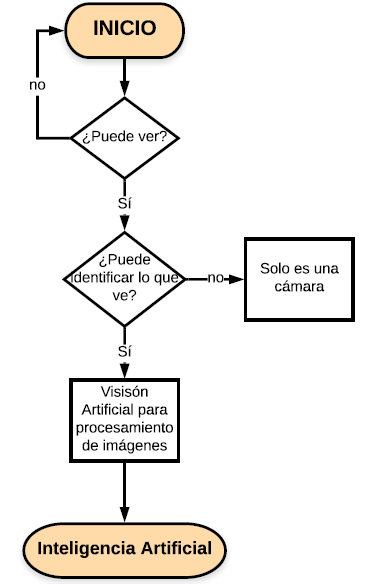 INICIO
no
¿Puede ver?
Sí
¿Puede
identificar lo que
ve?
no
Solo es una
cámara
Sí
Visisón
Artificial para
procesamiento
de imágenes
Inteligencia Artificial